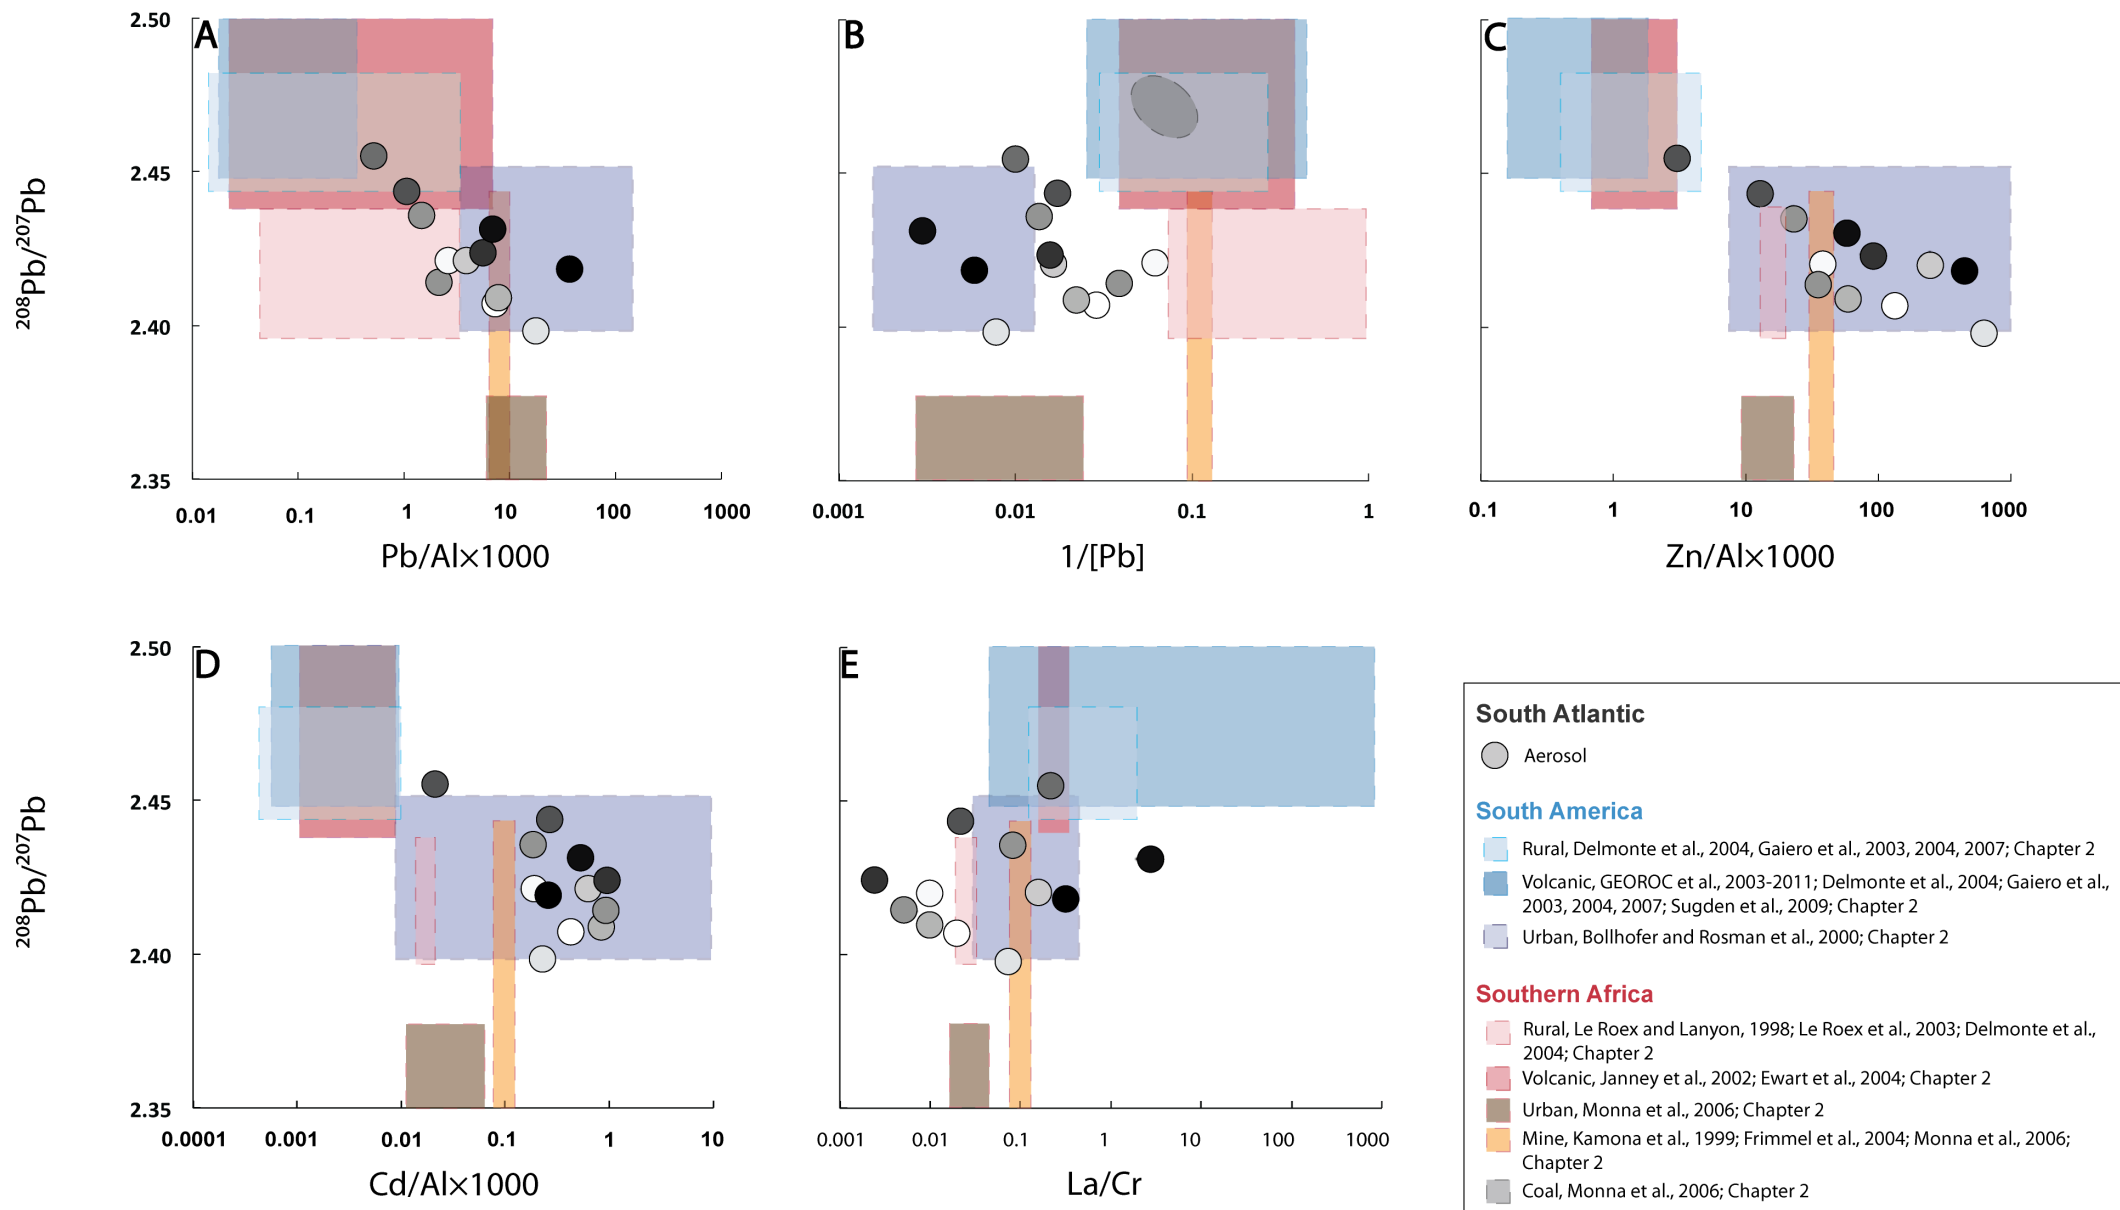 A
2.50
2.45
2.40
2.35
208Pb/207Pb
0.01 0.1 1 10 100 1000
Pb/Al×1000
B
0.001 0.01 0.1 1
1/[Pb]
C
0.1 1 10 100 1000
Zn/Al×1000
D
2.50
2.45
2.40
2.35
208Pb/207Pb
0.0001 0.001 0.01 0.1 1 10
Cd/Al×1000
E
0.001 0.01 0.1 1 10 100 1000
La/Cr
South Atlantic
Aerosol
South America
Rural, Delmonte et al., 2004, Gaiero et al., 2003, 2004, 2007; Chapter 2
Volcanic, GEOROC et al., 2003-2011; Delmonte et al., 2004; Gaiero et al.,
2003, 2004, 2007; Sugden et al., 2009; Chapter 2
Urban, Bollhofer and Rosman et al., 2000; Chapter 2
Southern Africa
Rural, Le Roex and Lanyon, 1998; Le Roex et al., 2003; Delmonte et al.,
2004; Chapter 2
Volcanic, Janney et al., 2002; Ewart et al., 2004; Chapter 2
Urban, Monna et al., 2006; Chapter 2
Mine, Kamona et al., 1999; Frimmel et al., 2004; Monna et al., 2006;
Chapter 2
Coal, Monna et al., 2006; Chapter 2